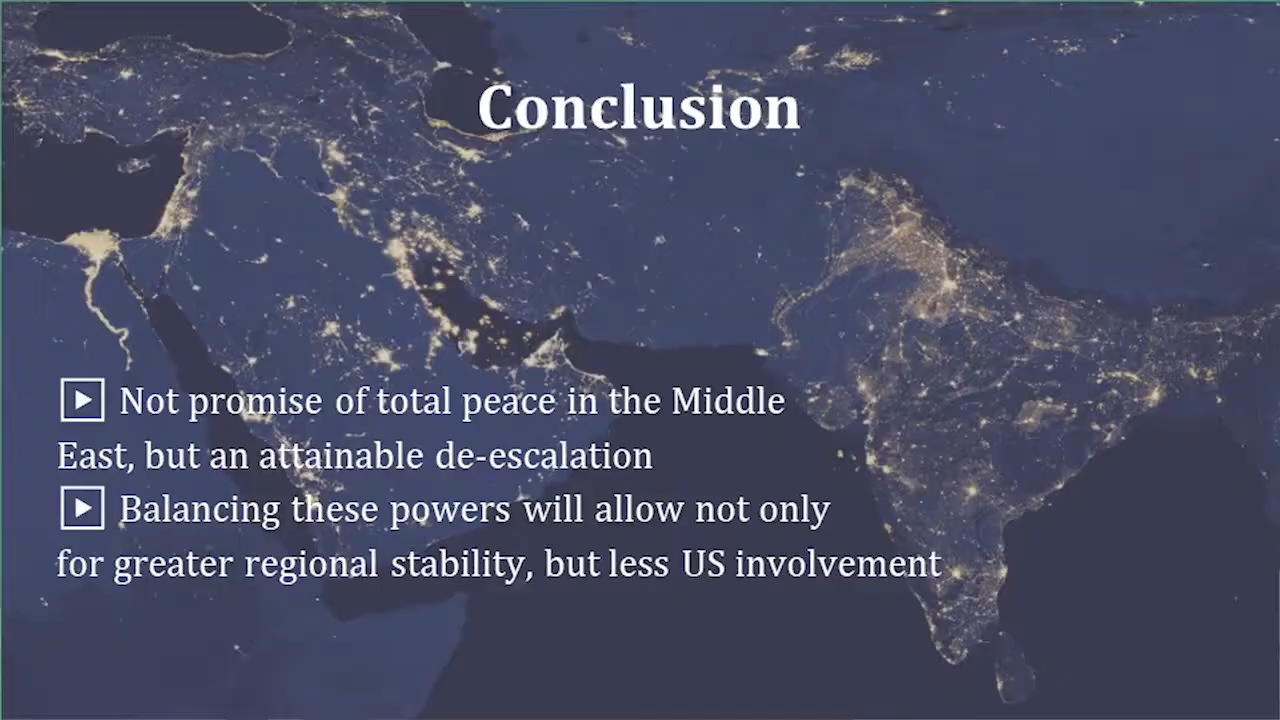 Conclusion
Not promise of total peace in the Middle
East, but an attainable de-escalation
Balancing these powers will allow not only
for greater regional stability, but less US involvement